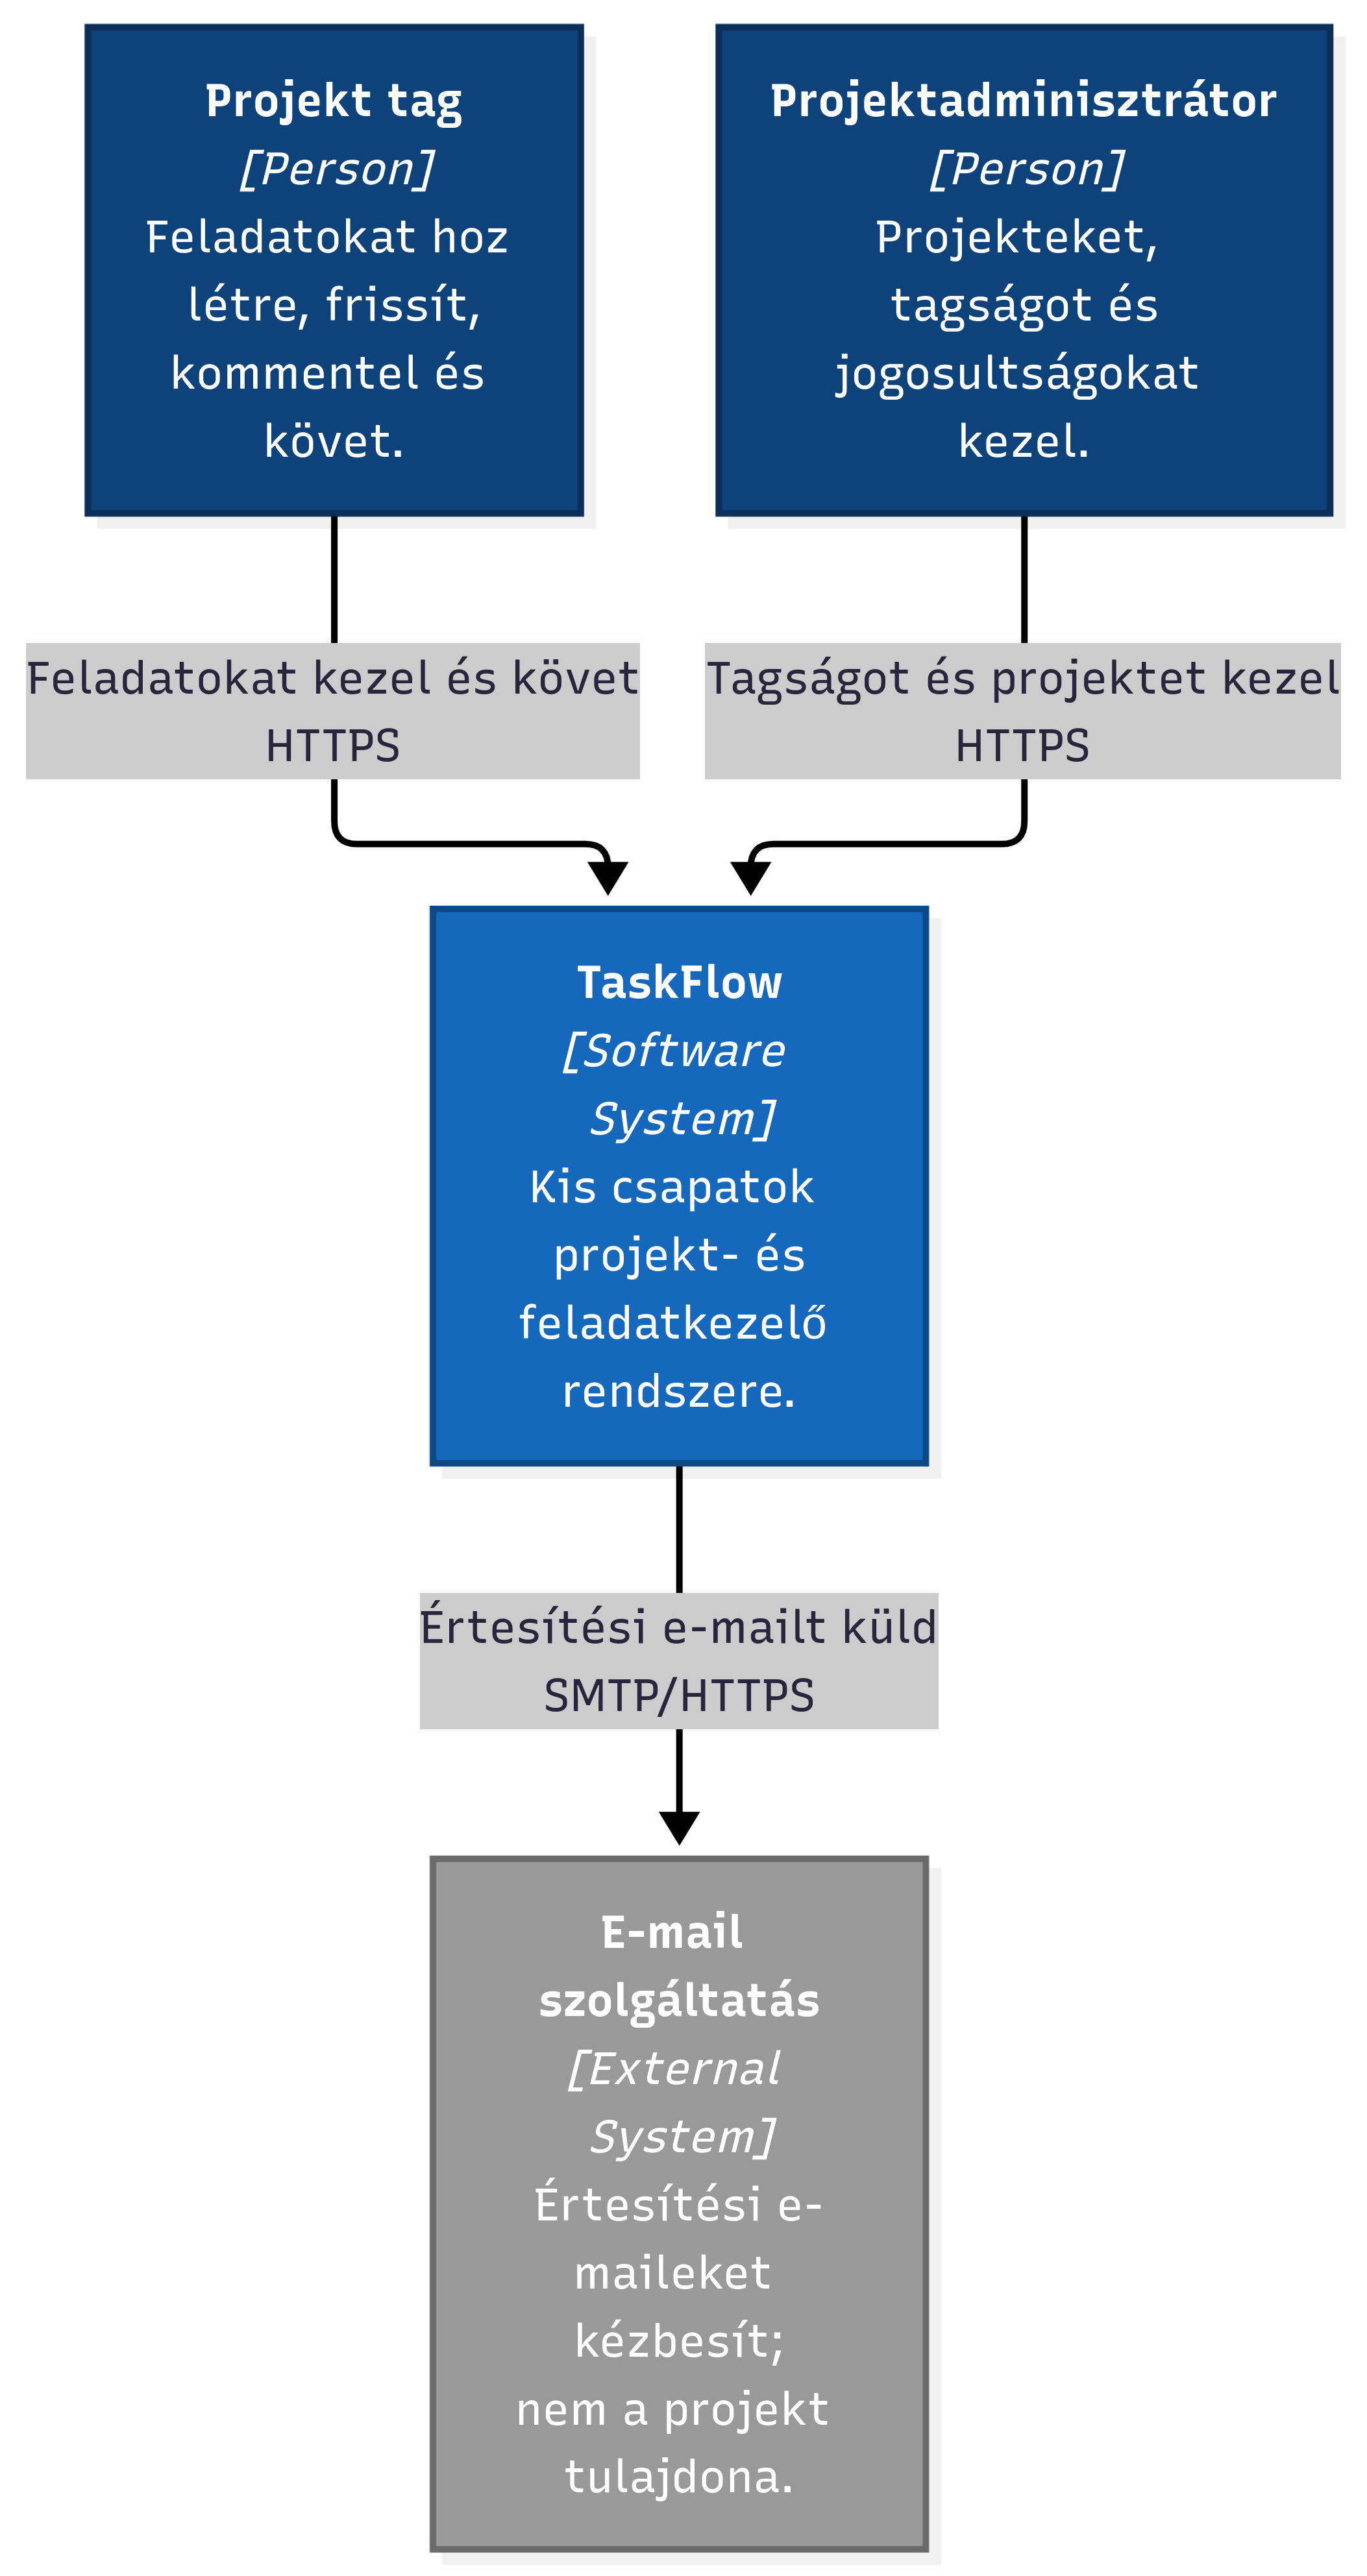 Projekt tag
[Person]
Feladatokat hoz
létre, frissít,
kommentel és
követ.
Projektadminisztrátor
[Person]
Projekteket,
tagságot és
jogosultságokat
kezel.
Feladatokat kezel és követ
HTTPS
Tagságot és projektet kezel
HTTPS
TaskFlow
[Software
System]
Kis csapatok
projekt- és
feladatkezelő
rendszere.
Értesítési e-mailt küld
SMTP/HTTPS
E-mail
szolgáltatás
[External
System]
Értesítési e-
maileket
kézbesít;
nem a projekt
tulajdona.